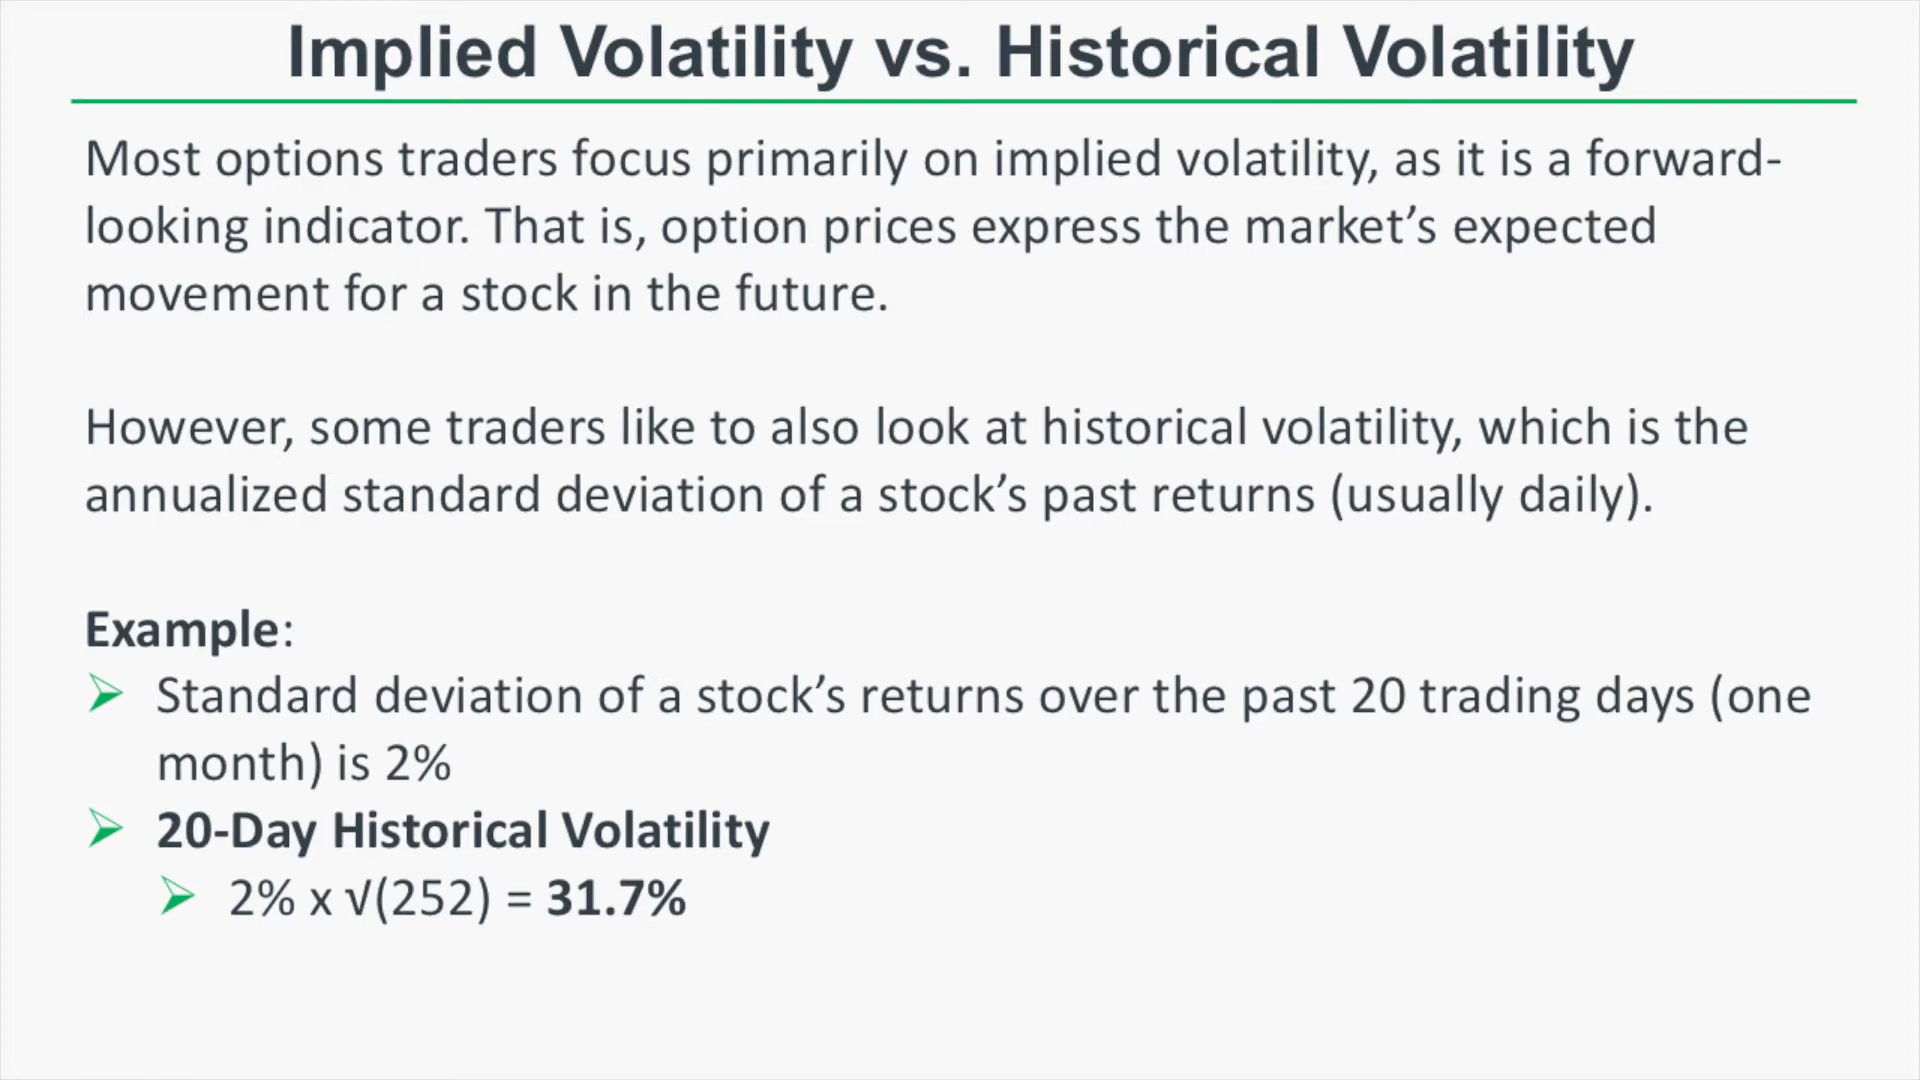 Implied Volatility vs. Historical Volatility
Most options traders focus primarily on implied volatility, as it is a forward-
looking indicator. That is, option prices express the market’s expected
movement for a stock in the future.
However, some traders like to also look at historical volatility, which is the
annualized standard deviation of a stock’s past returns (usually daily).
Example:
Standard deviation of a stock’s returns over the past 20 trading days (one
month) is 2%
20-Day Historical Volatility
2% x √(252) = 31.7%